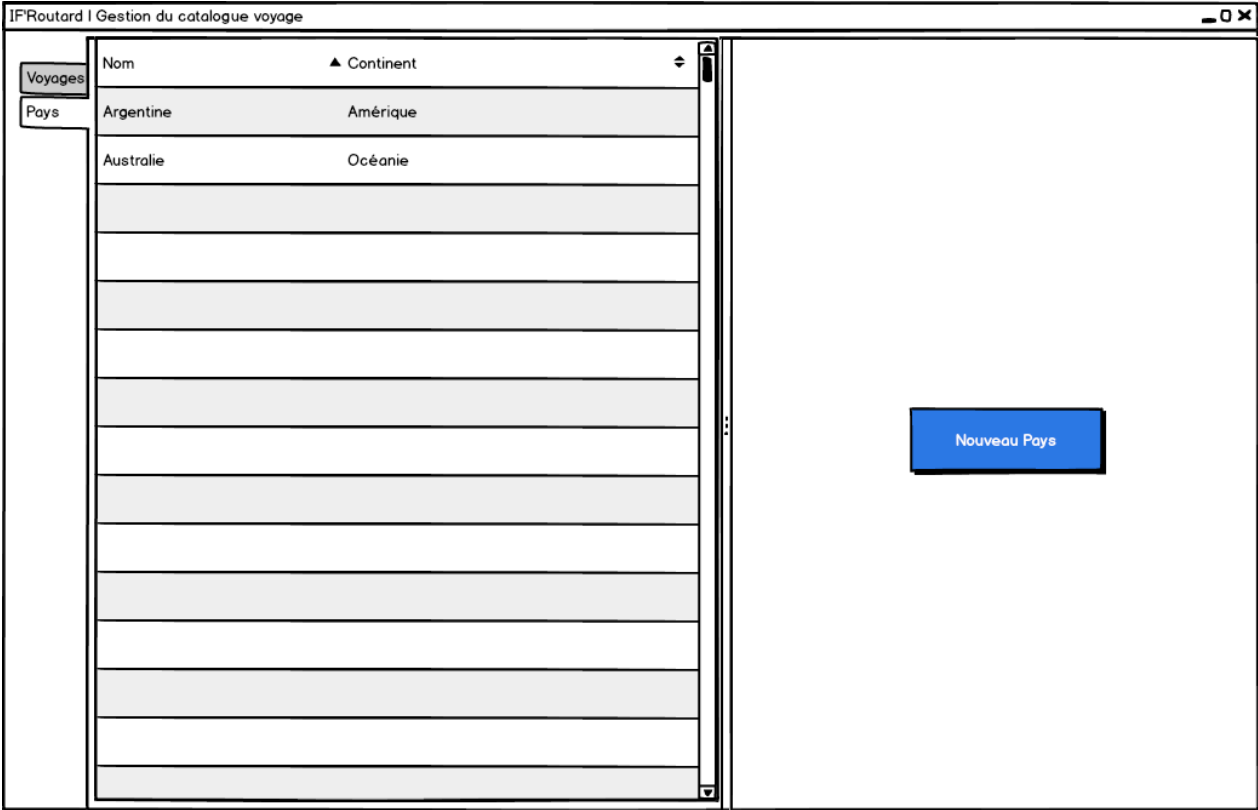 IF'Routard | Gestion du catalogue voyage
Voyages
Pays
Nom Continent
Argentine Amérique
Australie Océanie
Nouveau Pays